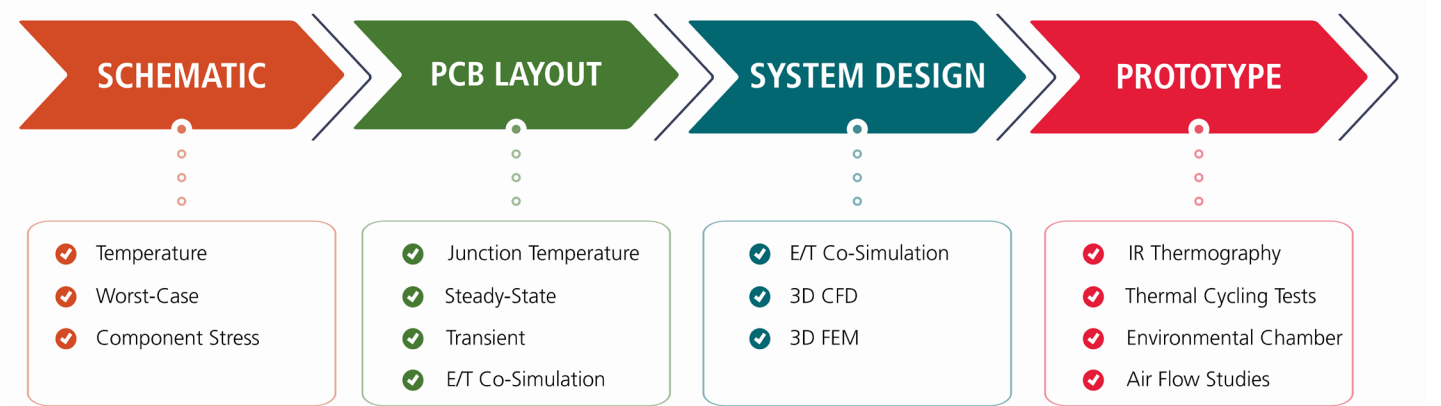 SCHEMATIC
PCB LAYOUT
SYSTEM DESIGN
PROTOTYPE
Temperature
Worst-Case
Component Stress
Junction Temperature
Steady-State
Transient
E/T Co-Simulation
E/T Co-Simulation
3D CFD
3D FEM
IR Thermography
Thermal Cycling Tests
Environmental Chamber
Air Flow Studies